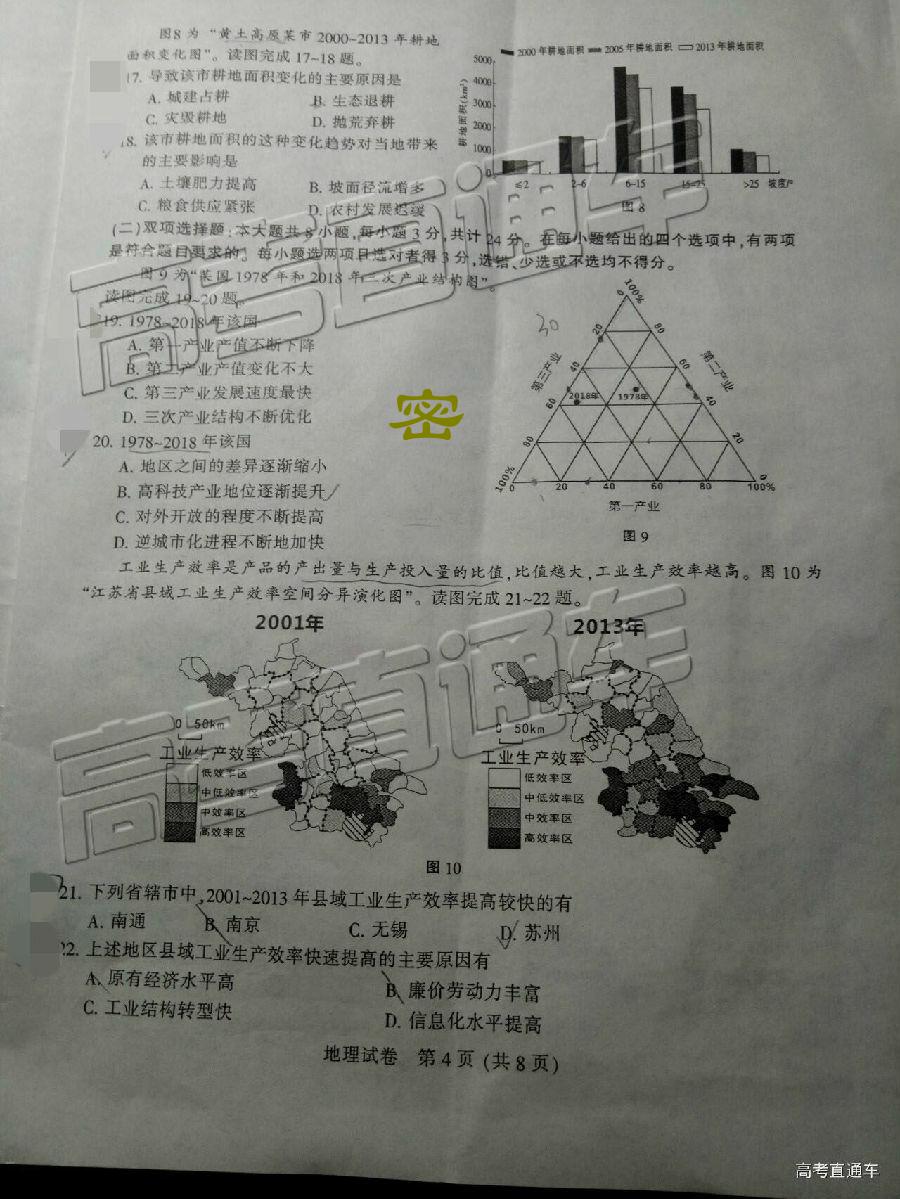 图8为“黄土高原某市2000~2013年耕地
面积变化图”。读图完成17~18题。
17. 导致该市耕地面积变化的主要原因是
A. 城建占耕 B. 生态退耕
C. 灾毁耕地 D. 抛荒弃耕
8. 该市耕地面积的这种变化趋势对当地带来
的主要影响是
A. 土壤肥力提高 B. 坡面径流增多
C. 粮食供应紧张 D. 农村发展迟缓
2000年耕地面积 2005年耕地面积 2013年耕地面积
耕地面积(km²)
5000
4000
3000
2000
1000
0
≤2 2~6 6~15 15~25 >25 坡度/°
图8
(二)双项选择题:本大题共8小题,每小题3分,共计24分。在每小题给出的四个选项中,有两项
是符合题目要求的。每小题选两项且选对者得3分,选错、少选或不选均不得分。
图9为“某国1978年和2018年三次产业结构图”。
读图完成19~20题。
19. 1978~2018年该国
A. 第一产业产值不断下降
B. 第二产业产值变化不大
C. 第三产业发展速度最快
D. 三次产业结构不断优化
20. 1978~2018年该国
A. 地区之间的差异逐渐缩小
B. 高科技产业地位逐渐提升
C. 对外开放的程度不断提高
D. 逆城市化进程不断地加快
30
密
0 100%
20 80
40 60
60 40
80 20
100% 0
第三产业 第二产业
2018年 1978年
0 20 40 60 80 100%
第一产业
图9
工业生产效率是产品的产出量与生产投入量的比值,比值越大,工业生产效率越高。图10为
“江苏省县域工业生产效率空间分异演化图”。读图完成21~22题。
2001年 2013年
0 50km 0 50km
工业生产效率 工业生产效率
低效率区 低效率区
中低效率区 中低效率区
中效率区 中效率区
高效率区 高效率区
图10
21. 下列省辖市中,2001~2013年县域工业生产效率提高较快的有
A. 南通 B. 南京 C. 无锡 D. 苏州
22. 上述地区县域工业生产效率快速提高的主要原因有
A. 原有经济水平高 B. 廉价劳动力丰富
C. 工业结构转型快 D. 信息化水平提高
地理试卷 第4页(共8页)
高考直通车
高考直通车
高考直通车